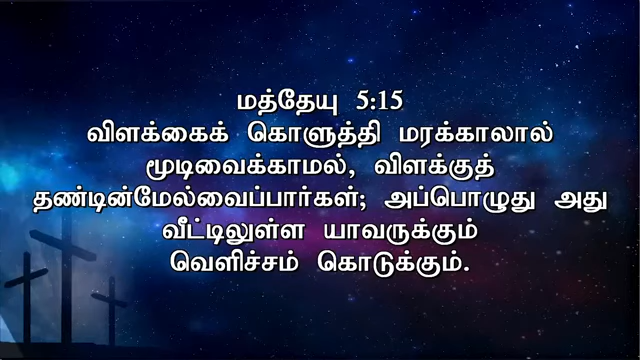 மத்தேயு 5:15
விளக்கைக் கொளுத்தி மரக்காலால்
மூடிவைக்காமல், விளக்குத்
தண்டின்மேல்வைப்பார்கள்; அப்பொழுது அது
வீட்டிலுள்ள யாவருக்கும்
வெளிச்சம் கொடுக்கும்.